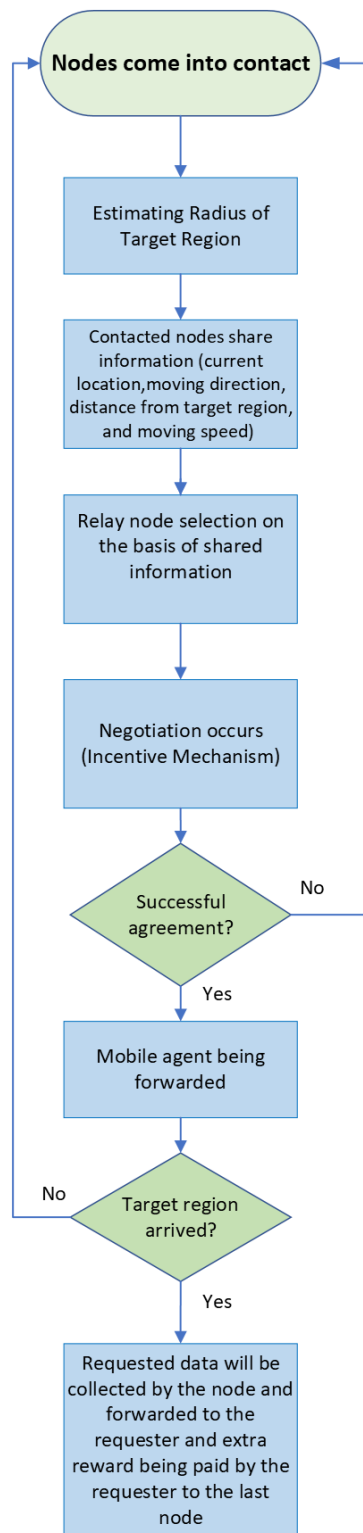 Nodes come into contact
Estimating Radius of
Target Region
Contacted nodes share
information (current
location,moving direction,
distance from target region,
and moving speed)
Relay node selection on
the basis of shared
information
Negotiation occurs
(Incentive Mechanism)
Successful
agreement?
No
Yes
Mobile agent being
forwarded
Target region
arrived?
No
Yes
Requested data will be
collected by the node and
forwarded to the
requester and extra
reward being paid by the
requester to the last
node